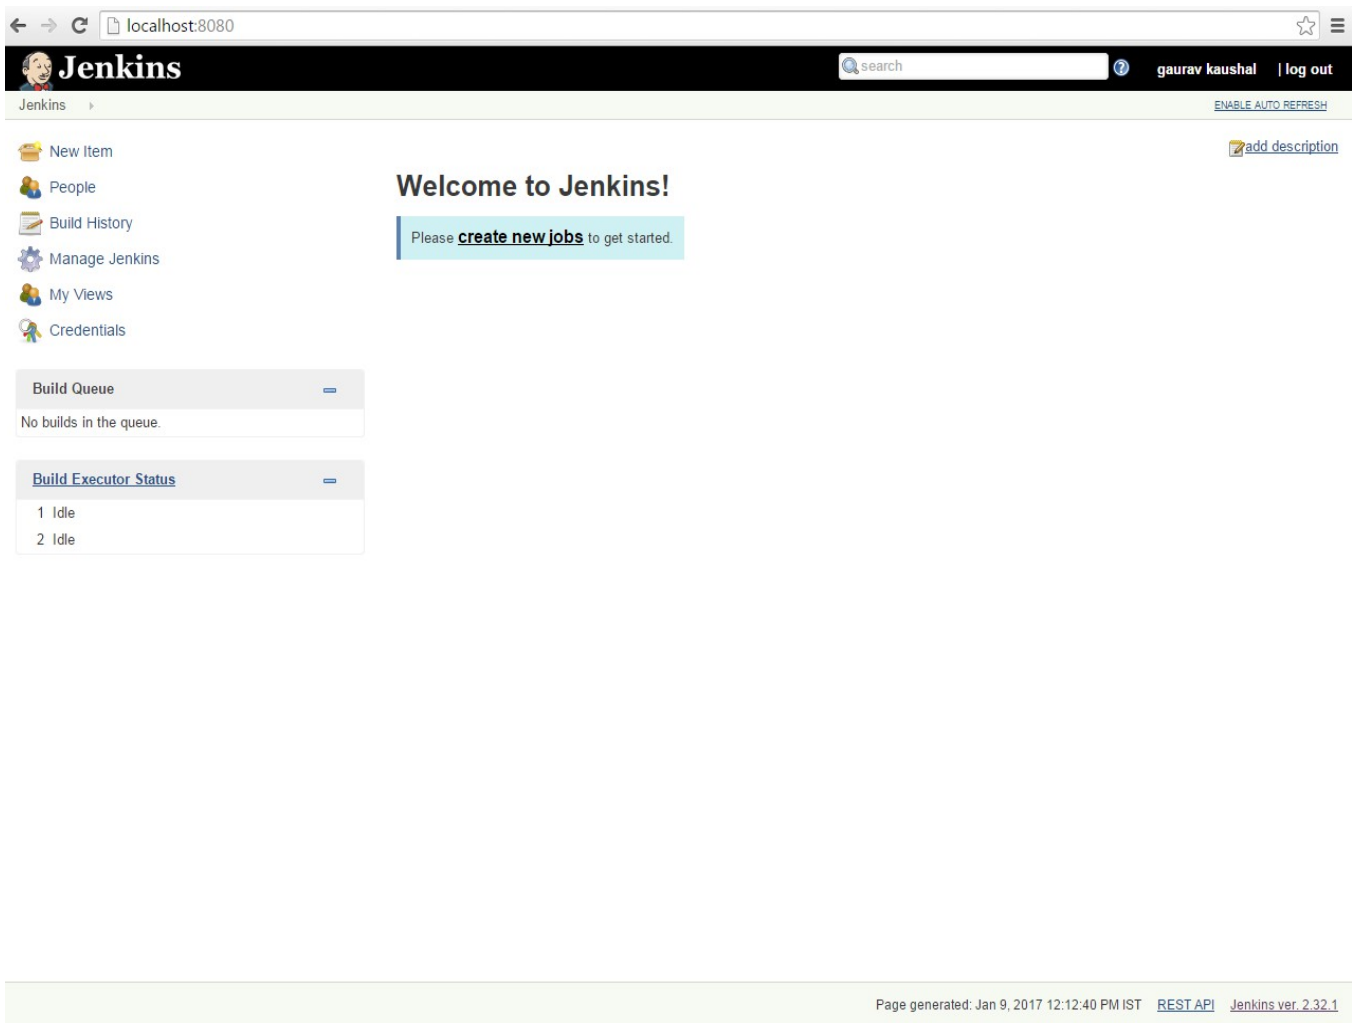 localhost:8080
Jenkins
search
gaurav kaushal | log out
Jenkins
ENABLE AUTO REFRESH
New Item
People
Build History
Manage Jenkins
My Views
Credentials
Build Queue
No builds in the queue.
Build Executor Status
1 Idle
2 Idle
add description
Welcome to Jenkins!
Please create new jobs to get started.
Page generated: Jan 9, 2017 12:12:40 PM IST REST API Jenkins ver. 2.32.1